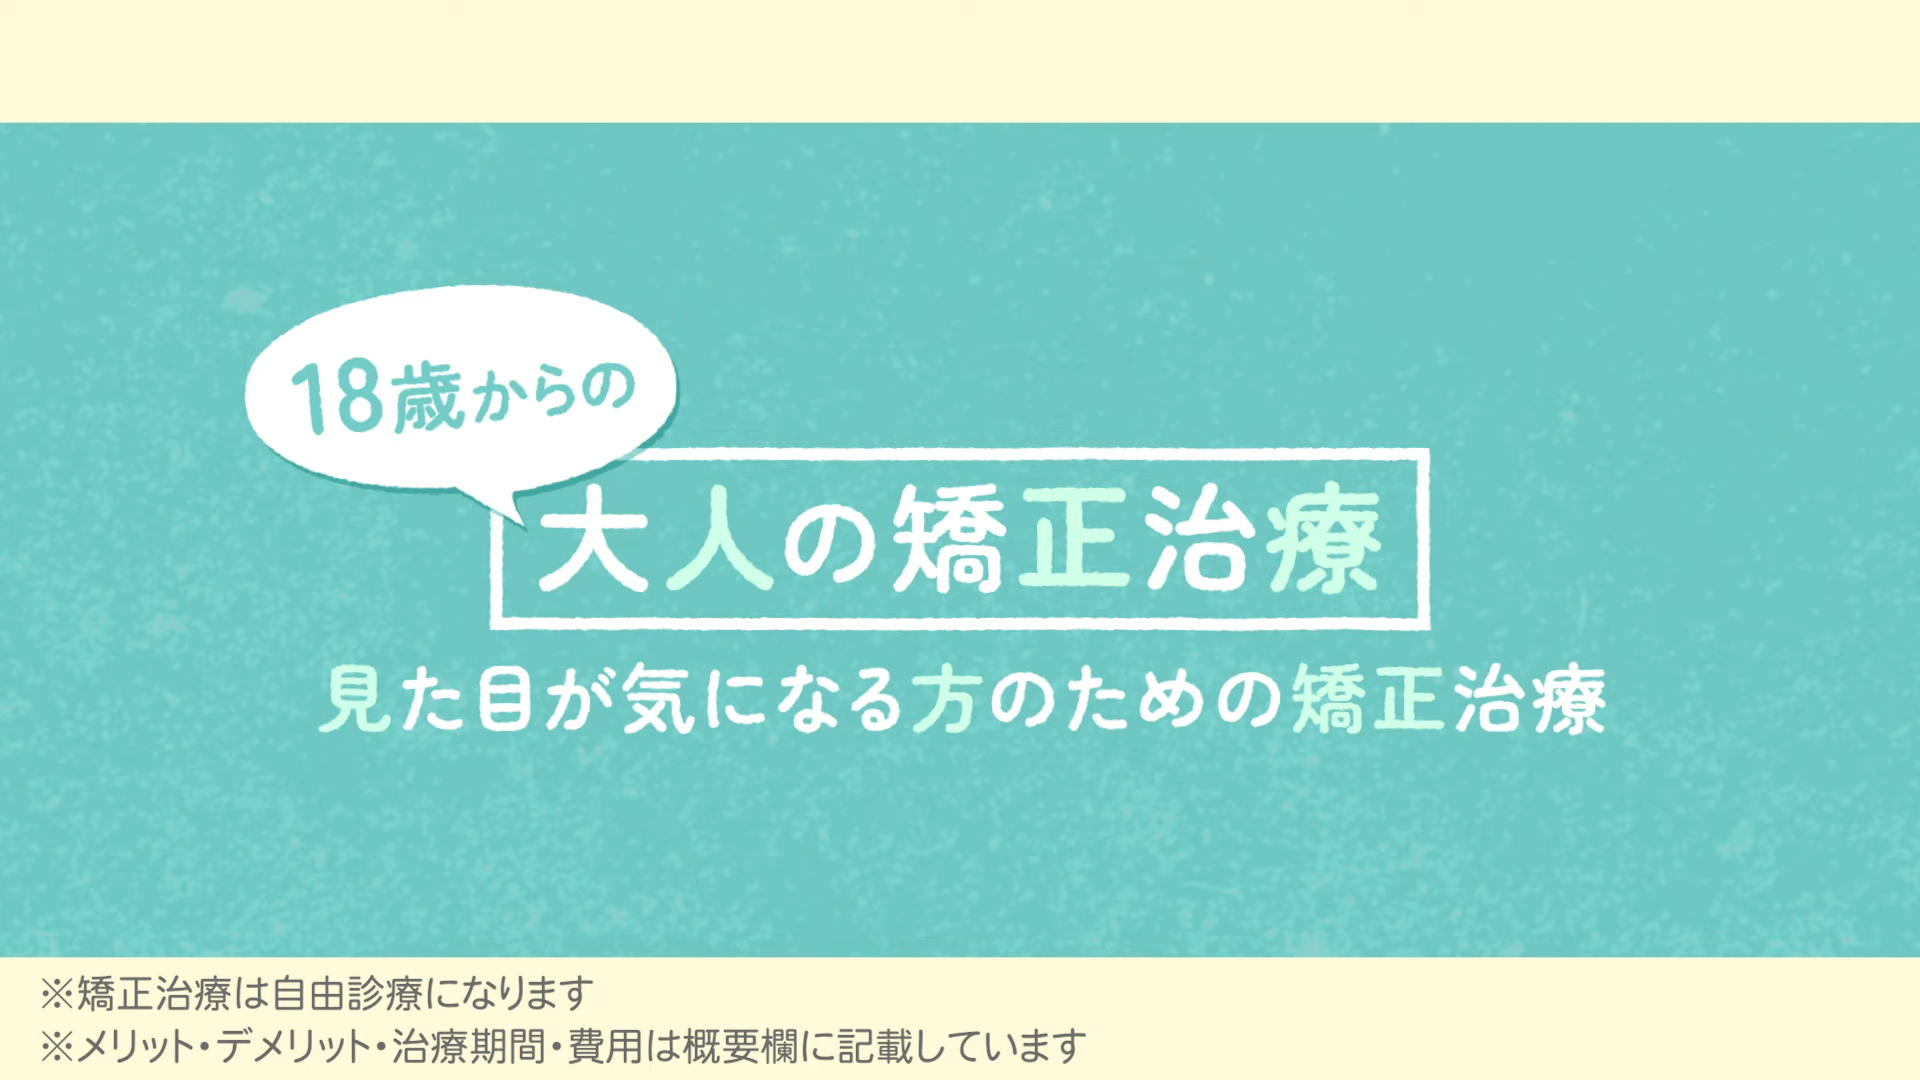 18歳からの
大人の矯正治療
見た目が気になる方のための矯正治療
※矯正治療は自由診療になります
※メリット・デメリット・治療期間・費用は概要欄に記載しています